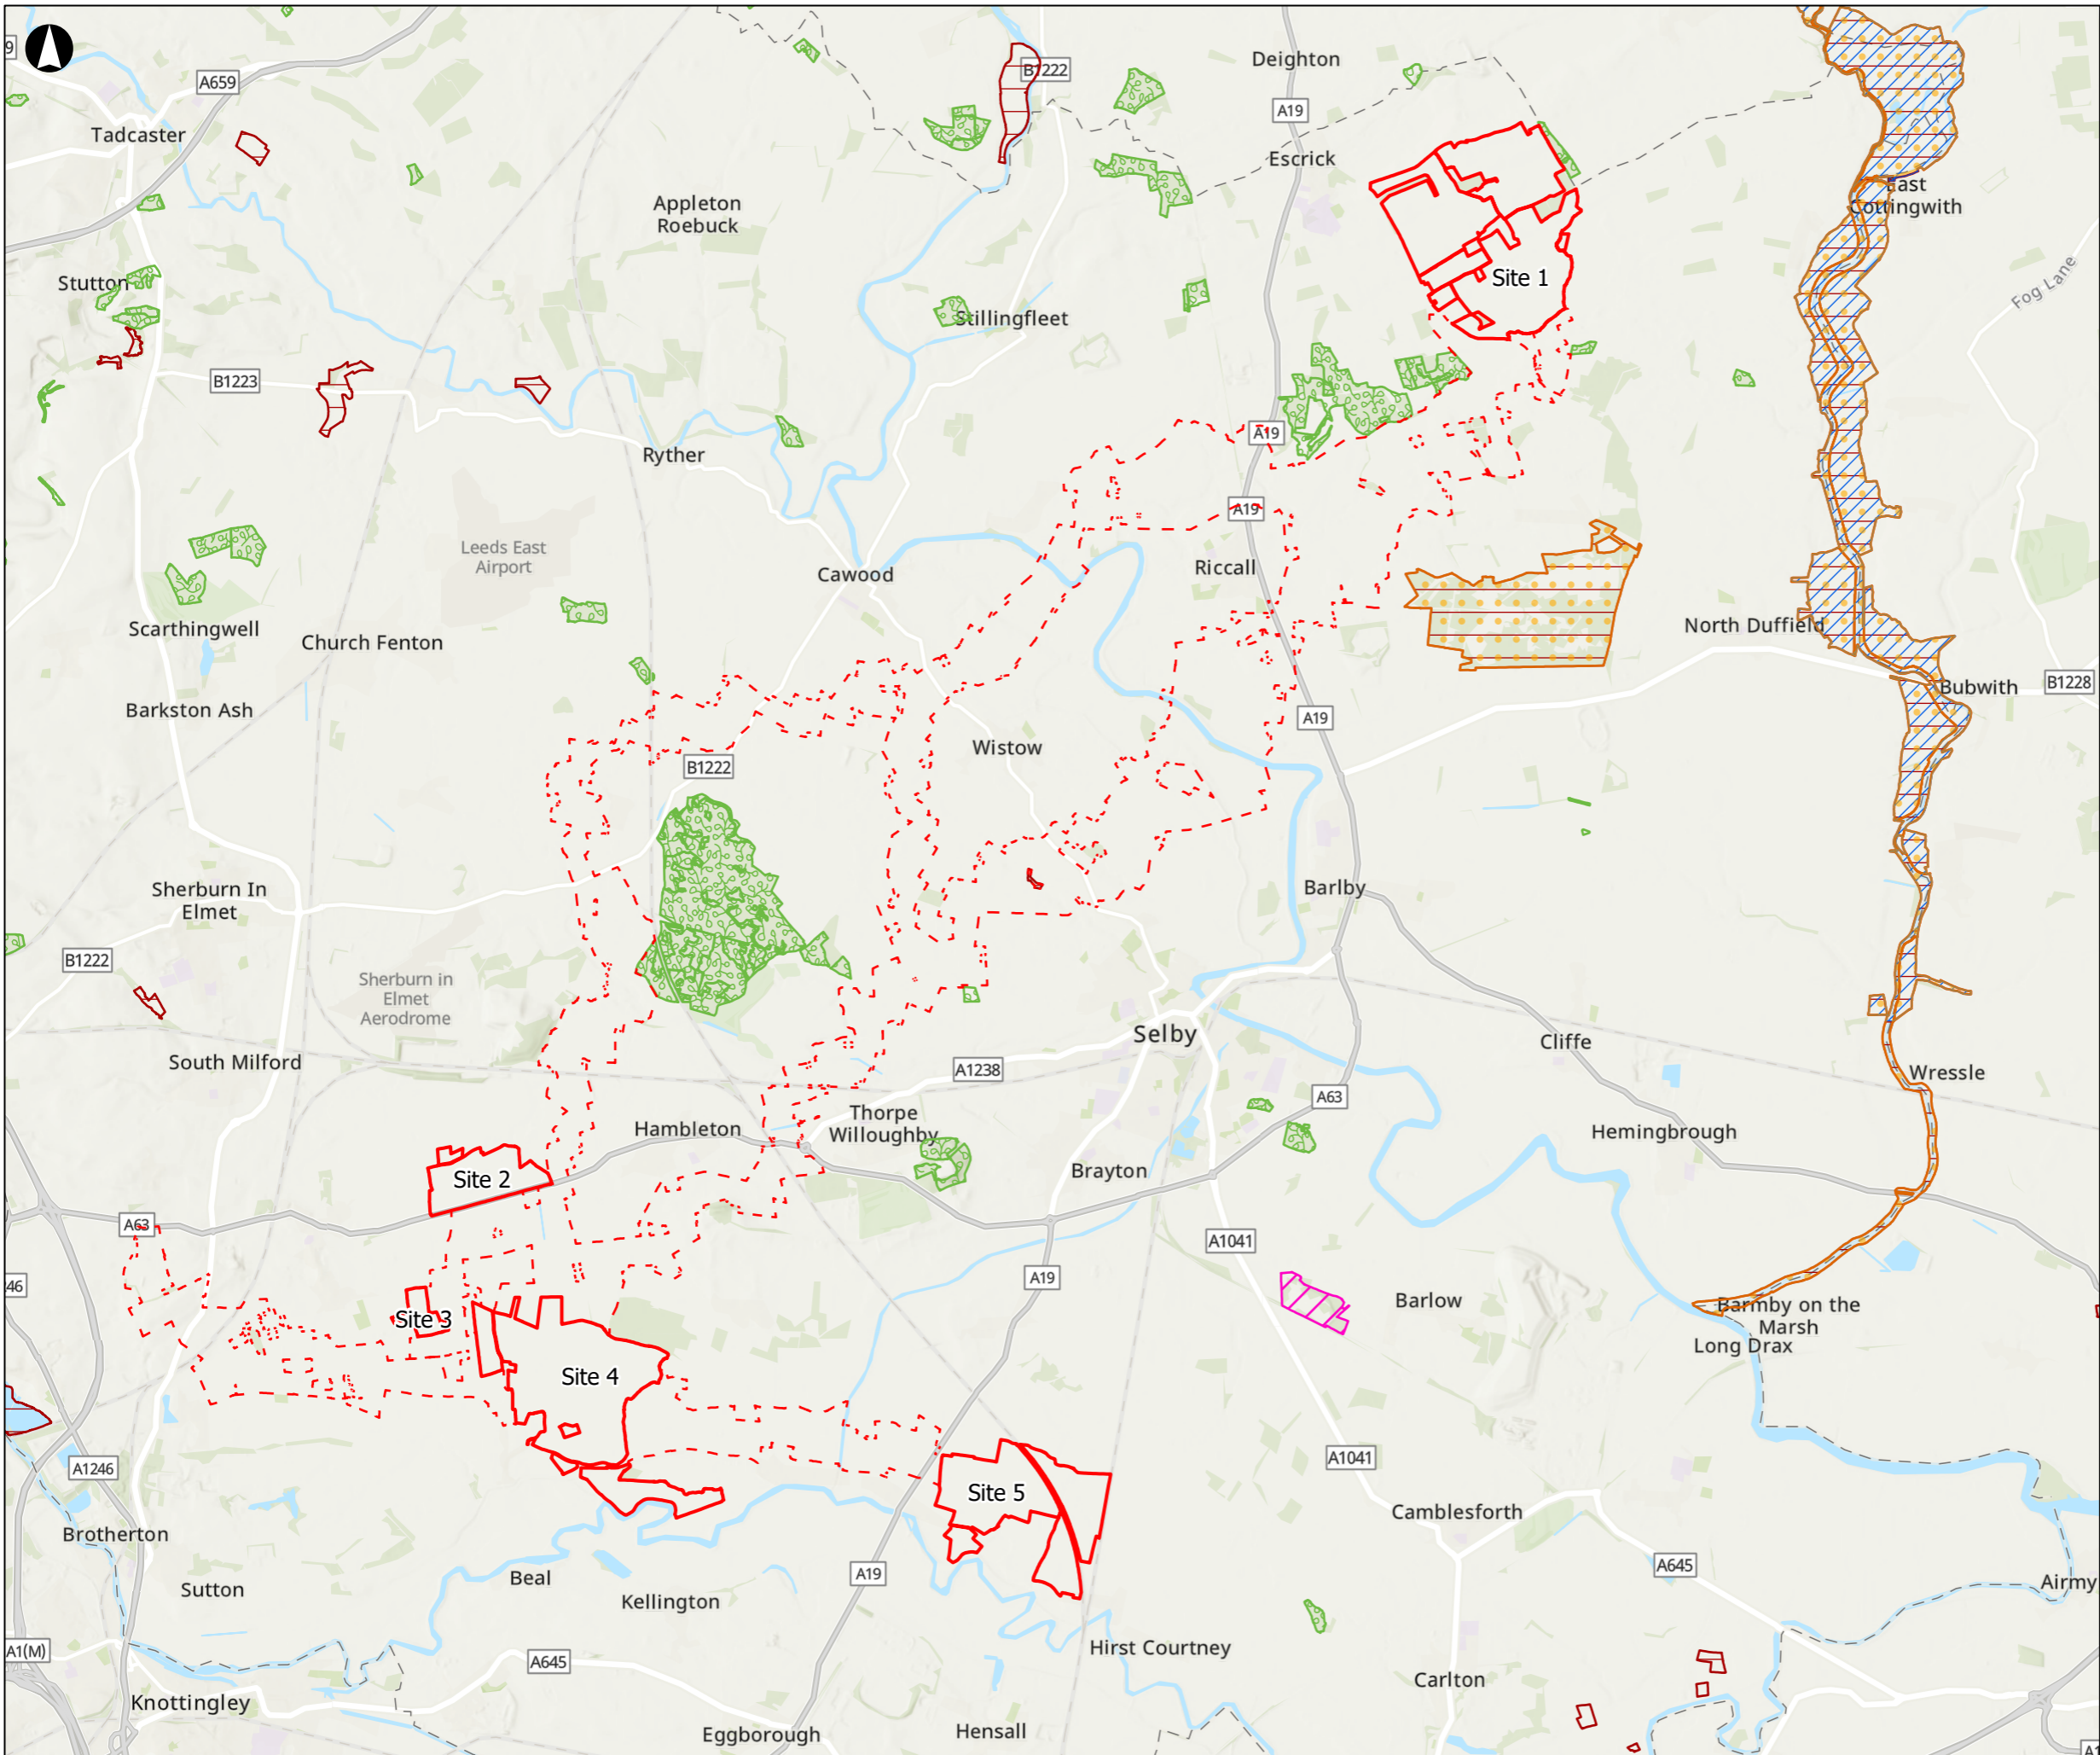 9
A659
B1222
Deighton
A19
Tadcaster
Escrick
East
Cottingwith
Appleton
Roebuck
Stutton
Site 1
Fog Lane
Stillingfleet
B1223
A19
Ryther
A19
Leeds East
Airport
Cawood
Riccall
Scarthingwell
Church Fenton
North Duffield
Barkston Ash
Bubwith
B1228
A19
Wistow
B1222
Sherburn In
Elmet
Barlby
B1222
Sherburn in
Elmet
Aerodrome
Selby
Cliffe
South Milford
A1238
Wressle
A63
Thorpe
Willoughby
Hambleton
Hemingbrough
Brayton
Site 2
A63
A1041
A19
46
Barlow
Barmby on the
Marsh
Site 3
Long Drax
Site 4
A1246
A1041
Site 5
Camblesforth
Brotherton
A645
A19
Beal
Airmy
Sutton
Kellington
A1(M)
Hirst Courtney
A645
Carlton
Knottingley
Eggborough
Hensall